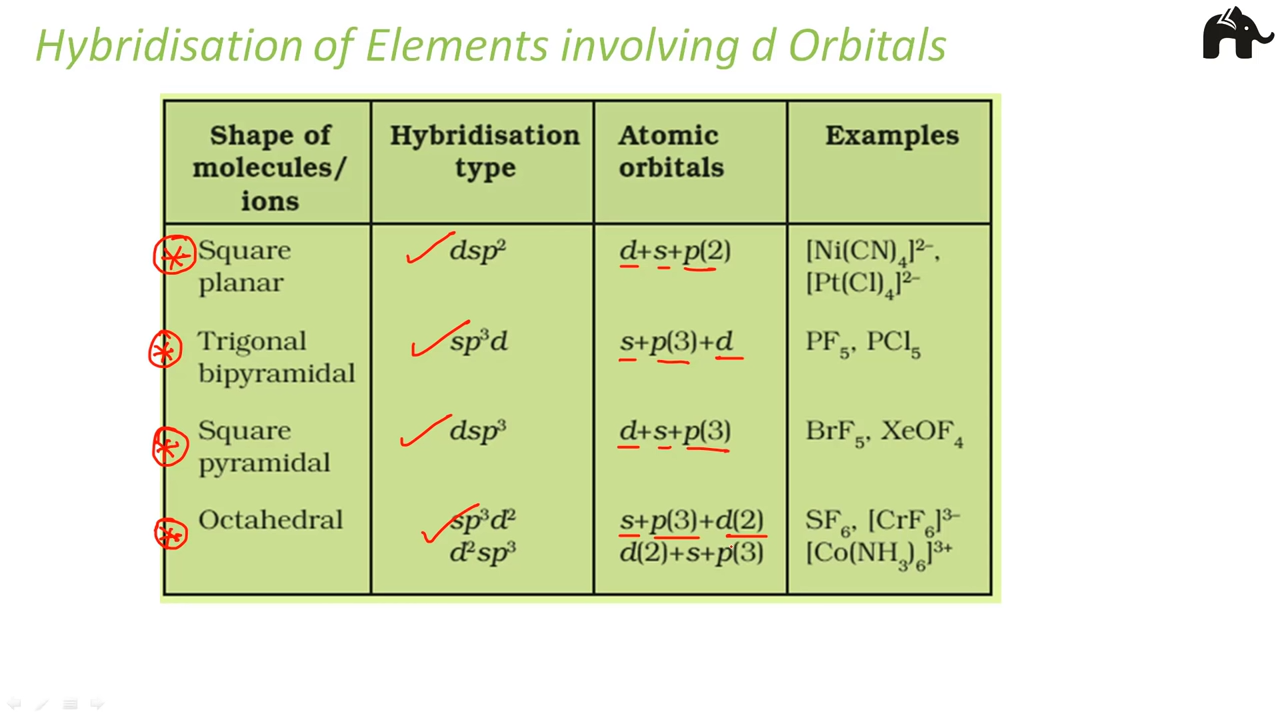 Hybridisation of Elements involving d Orbitals
Shape of molecules/ ions
Hybridisation type
Atomic orbitals
Examples
Square planar
dsp²
d+s+p(2)
[Ni(CN)₄]²⁻,
[Pt(Cl)₄]²⁻
Trigonal bipyramidal
sp³d
s+p(3)+d
PF₅, PCl₅
Square pyramidal
dsp³
d+s+p(3)
BrF₅, XeOF₄
Octahedral
sp³d²
d²sp³
s+p(3)+d(2)
d(2)+s+p(3)
SF₆, [CrF₆]³⁻
[Co(NH₃)₆]³⁺